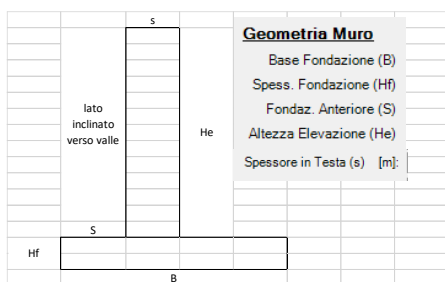 s
Geometria Muro
Base Fondazione (B)
Spess. Fondazione (Hf)
Fondaz. Anteriore (S)
Altezza Elevazione (He)
Spessore in Testa (s) [m]:
lato
inclinato
verso valle
He
S
Hf
B